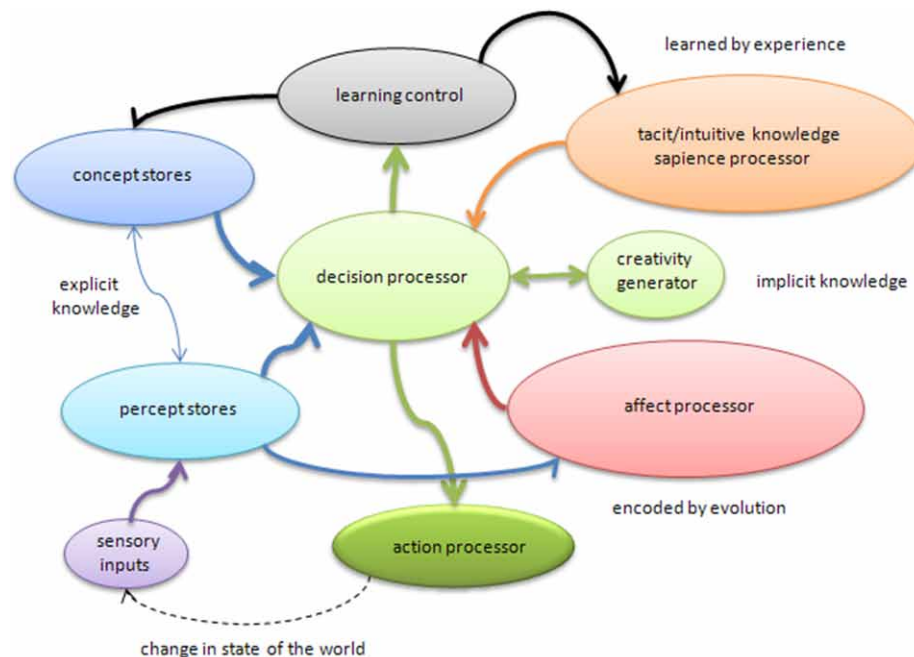 learned by experience
learning control
tacit/intuitive knowledge
sapience processor
concept stores
creativity
generator
decision processor
implicit knowledge
explicit
knowledge
percept stores
affect processor
encoded by evolution
sensory
inputs
action processor
change in state of the world